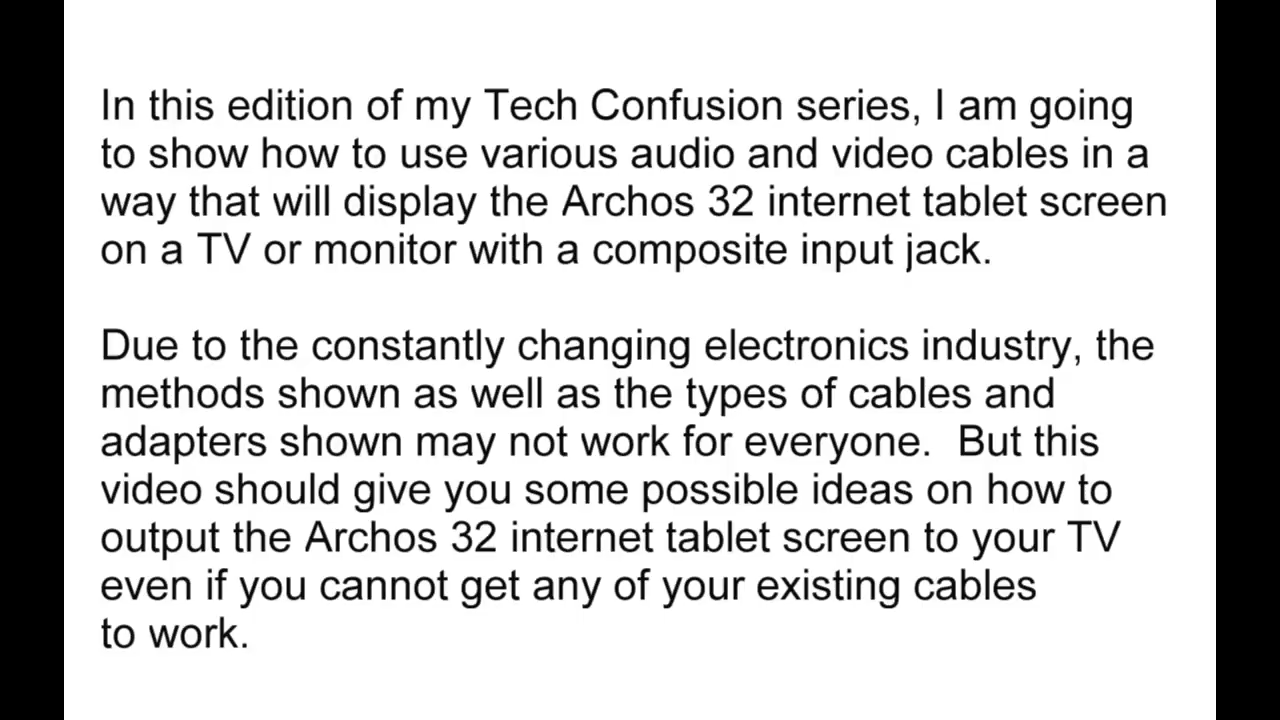 In this edition of my Tech Confusion series, I am going
to show how to use various audio and video cables in a
way that will display the Archos 32 internet tablet screen
on a TV or monitor with a composite input jack.
Due to the constantly changing electronics industry, the
methods shown as well as the types of cables and
adapters shown may not work for everyone.  But this
video should give you some possible ideas on how to
output the Archos 32 internet tablet screen to your TV
even if you cannot get any of your existing cables
to work.